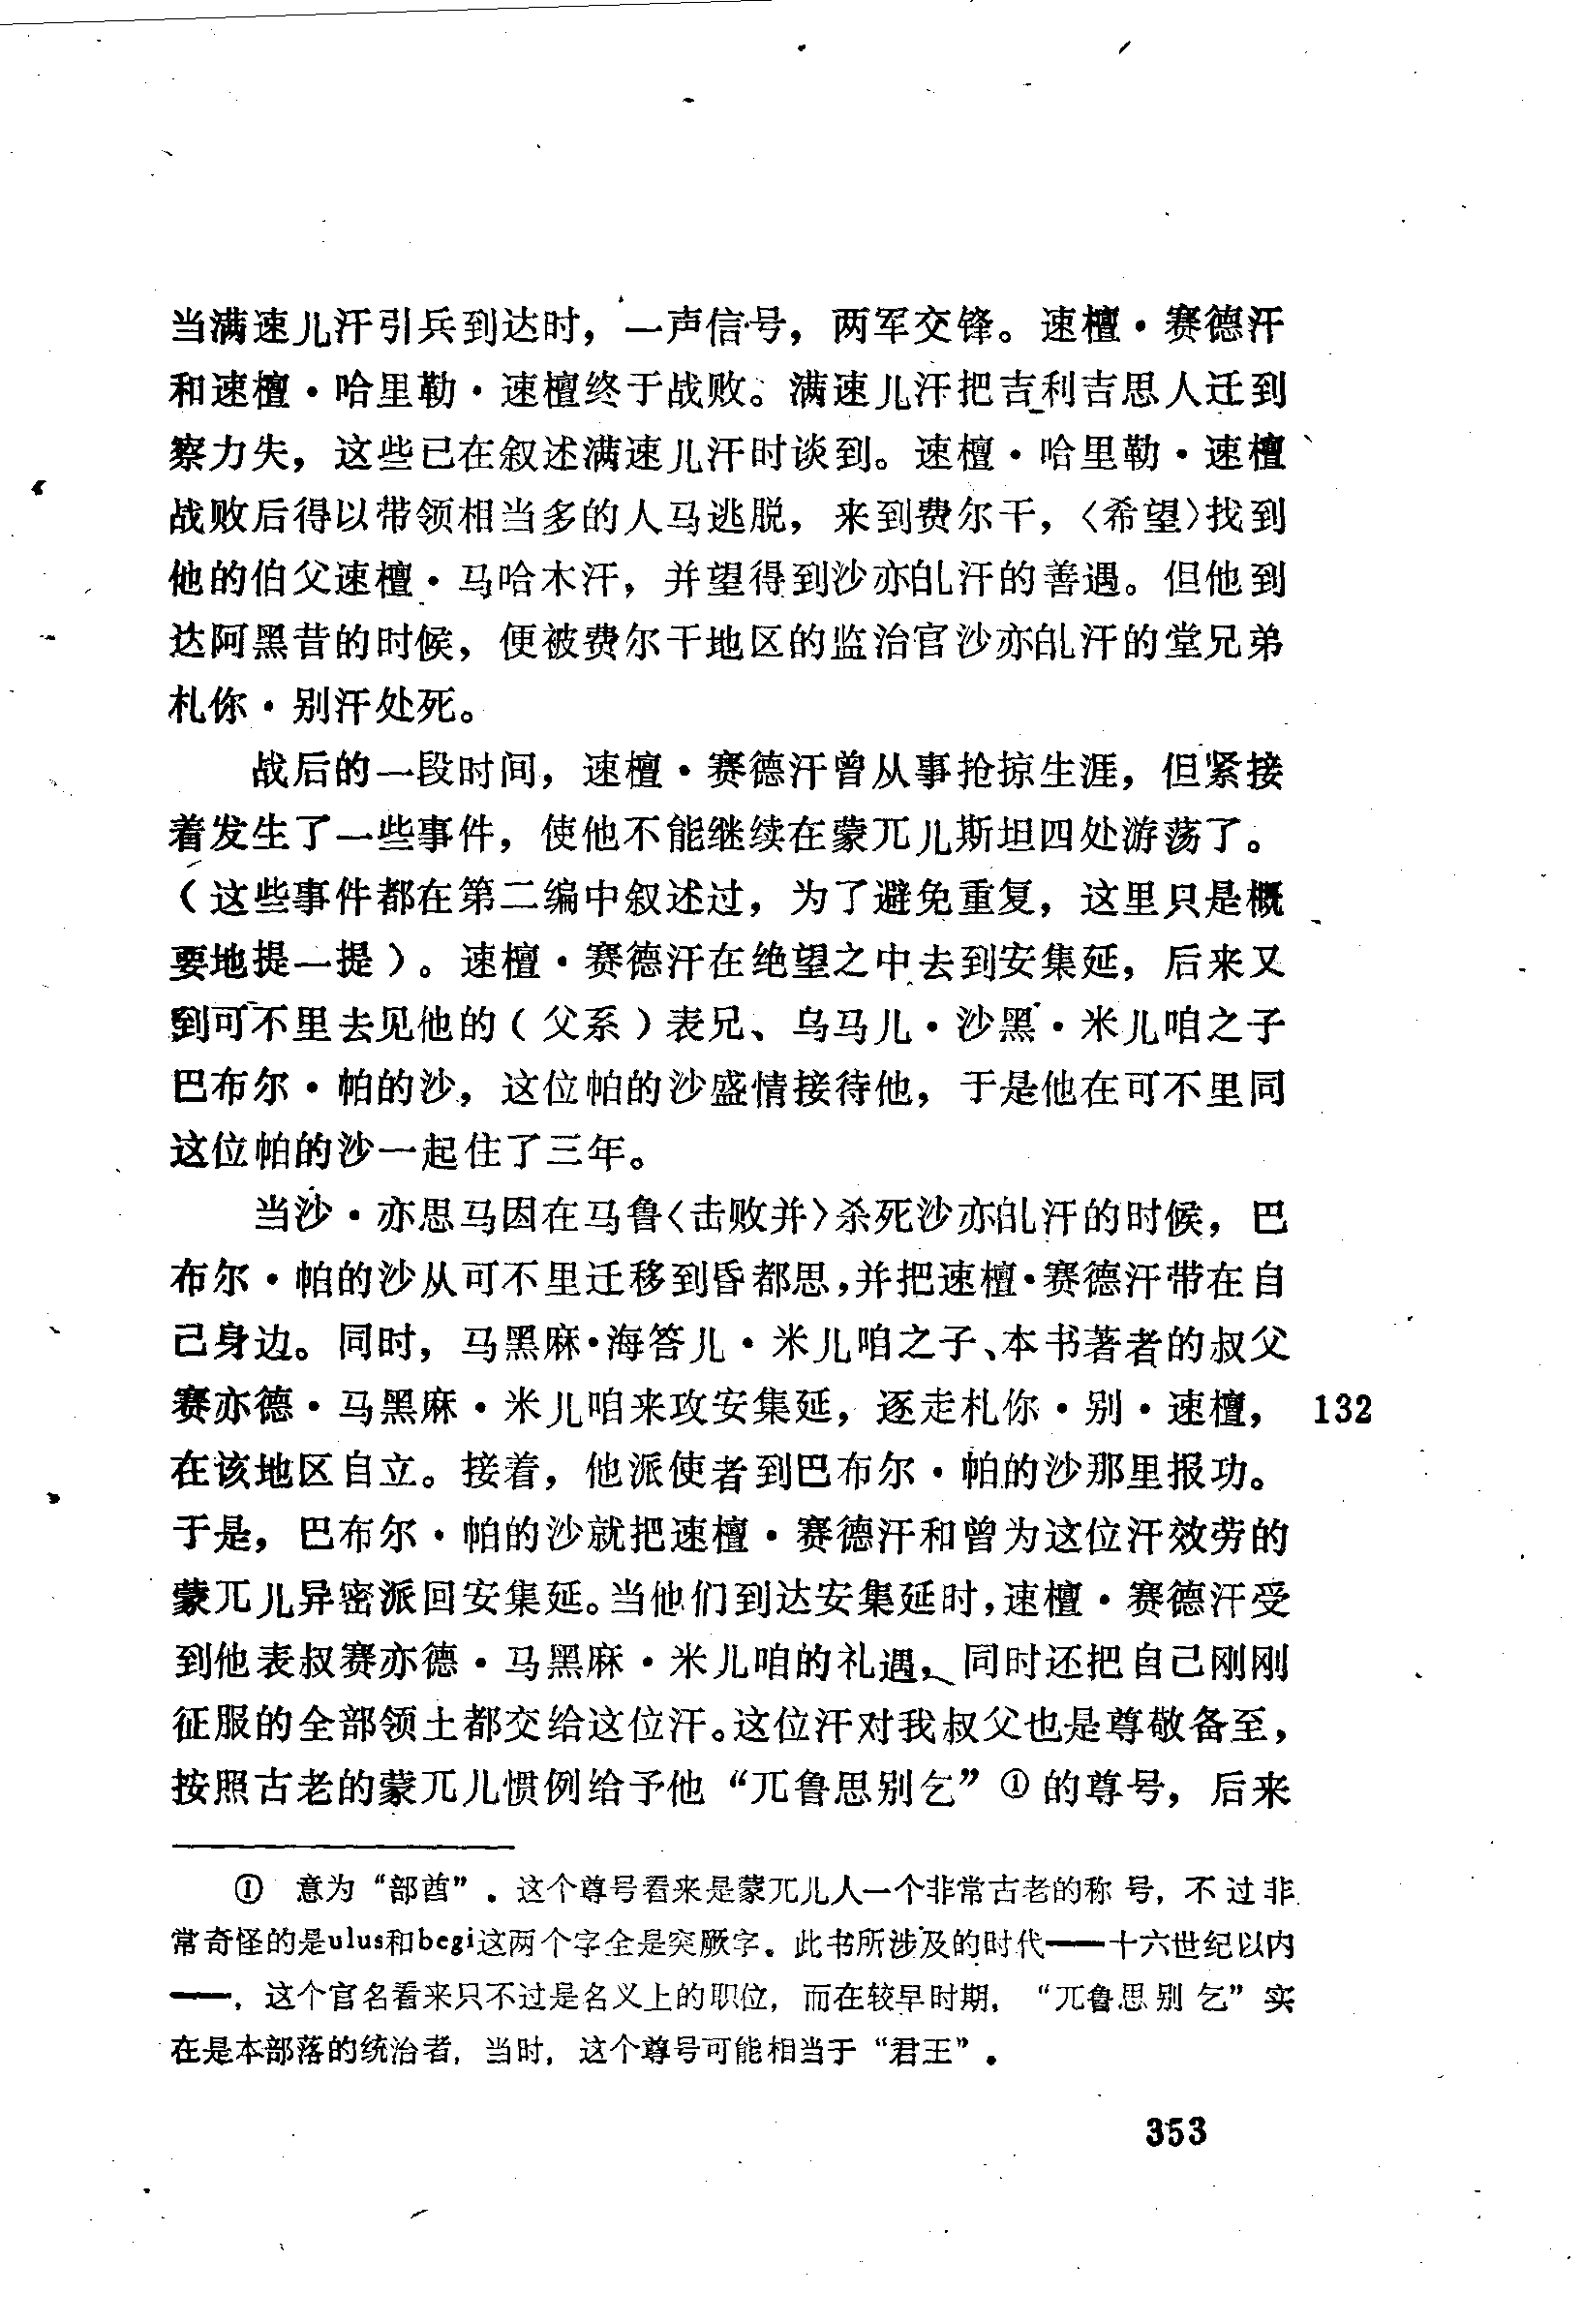 当满速儿汗引兵到达时，一声信号，两军交锋。速檀·赛德汗
和速檀·哈里勒·速檀终于战败。满速儿汗把吉利吉思人迁到
察力失，这些已在叙述满速儿汗时谈到。速檀·哈里勒·速檀
战败后得以带领相当多的人马逃脱，来到费尔干，〈希望〉找到
他的伯父速檀·马哈木汗，并望得到沙亦癿汗的善遇。但他到
达阿黑昔的时候，便被费尔干地区的监治官沙亦癿汗的堂兄弟
札你·别汗处死。
战后的一段时间，速檀·赛德汗曾从事抢掠生涯，但紧接
着发生了一些事件，使他不能继续在蒙兀儿斯坦四处游荡了。
（这些事件都在第二编中叙述过，为了避免重复，这里只是概
要地提一提）。速檀·赛德汗在绝望之中去到安集延，后来又
到可不里去见他的（父系）表兄、乌马儿·沙黑·米儿咱之子
巴布尔·帕的沙，这位帕的沙盛情接待他，于是他在可不里同
这位帕的沙一起住了三年。
当沙·亦思马因在马鲁〈击败并〉杀死沙亦癿汗的时候，巴
布尔·帕的沙从可不里迁移到昏都思，并把速檀·赛德汗带在自
己身边。同时，马黑麻·海答儿·米儿咱之子、本书著者的叔父
赛亦德·马黑麻·米儿咱来攻安集延，逐走札你·别·速檀， 132
在该地区自立。接着，他派使者到巴布尔·帕的沙那里报功。
于是，巴布尔·帕的沙就把速檀·赛德汗和曾为这位汗效劳的
蒙兀儿异密派回安集延。当他们到达安集延时，速檀·赛德汗受
到他表叔赛亦德·马黑麻·米儿咱的礼遇，同时还把自己刚刚
征服的全部领土都交给这位汗。这位汗对我叔父也是尊敬备至，
按照古老的蒙兀儿惯例给予他“兀鲁思别乞”①的尊号，后来
① 意为“部酋”。这个尊号看来是蒙兀儿人一个非常古老的称号，不过非
常奇怪的是ulus和begi这两个字全是突厥字。此书所涉及的时代——十六世纪以内
——，这个官名看来只不过是名义上的职位，而在较早时期，“兀鲁思别乞”实
在是本部落的统治者，当时，这个尊号可能相当于“君王”。
353